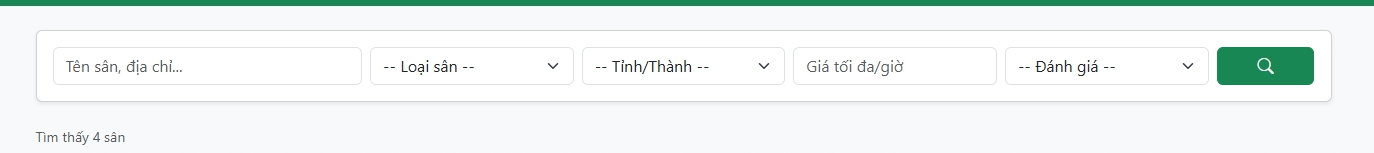 Tên sân, địa chỉ... -- Loại sân -- -- Tỉnh/Thành -- Giá tối đa/giờ -- Đánh giá --
Tìm thấy 4 sân